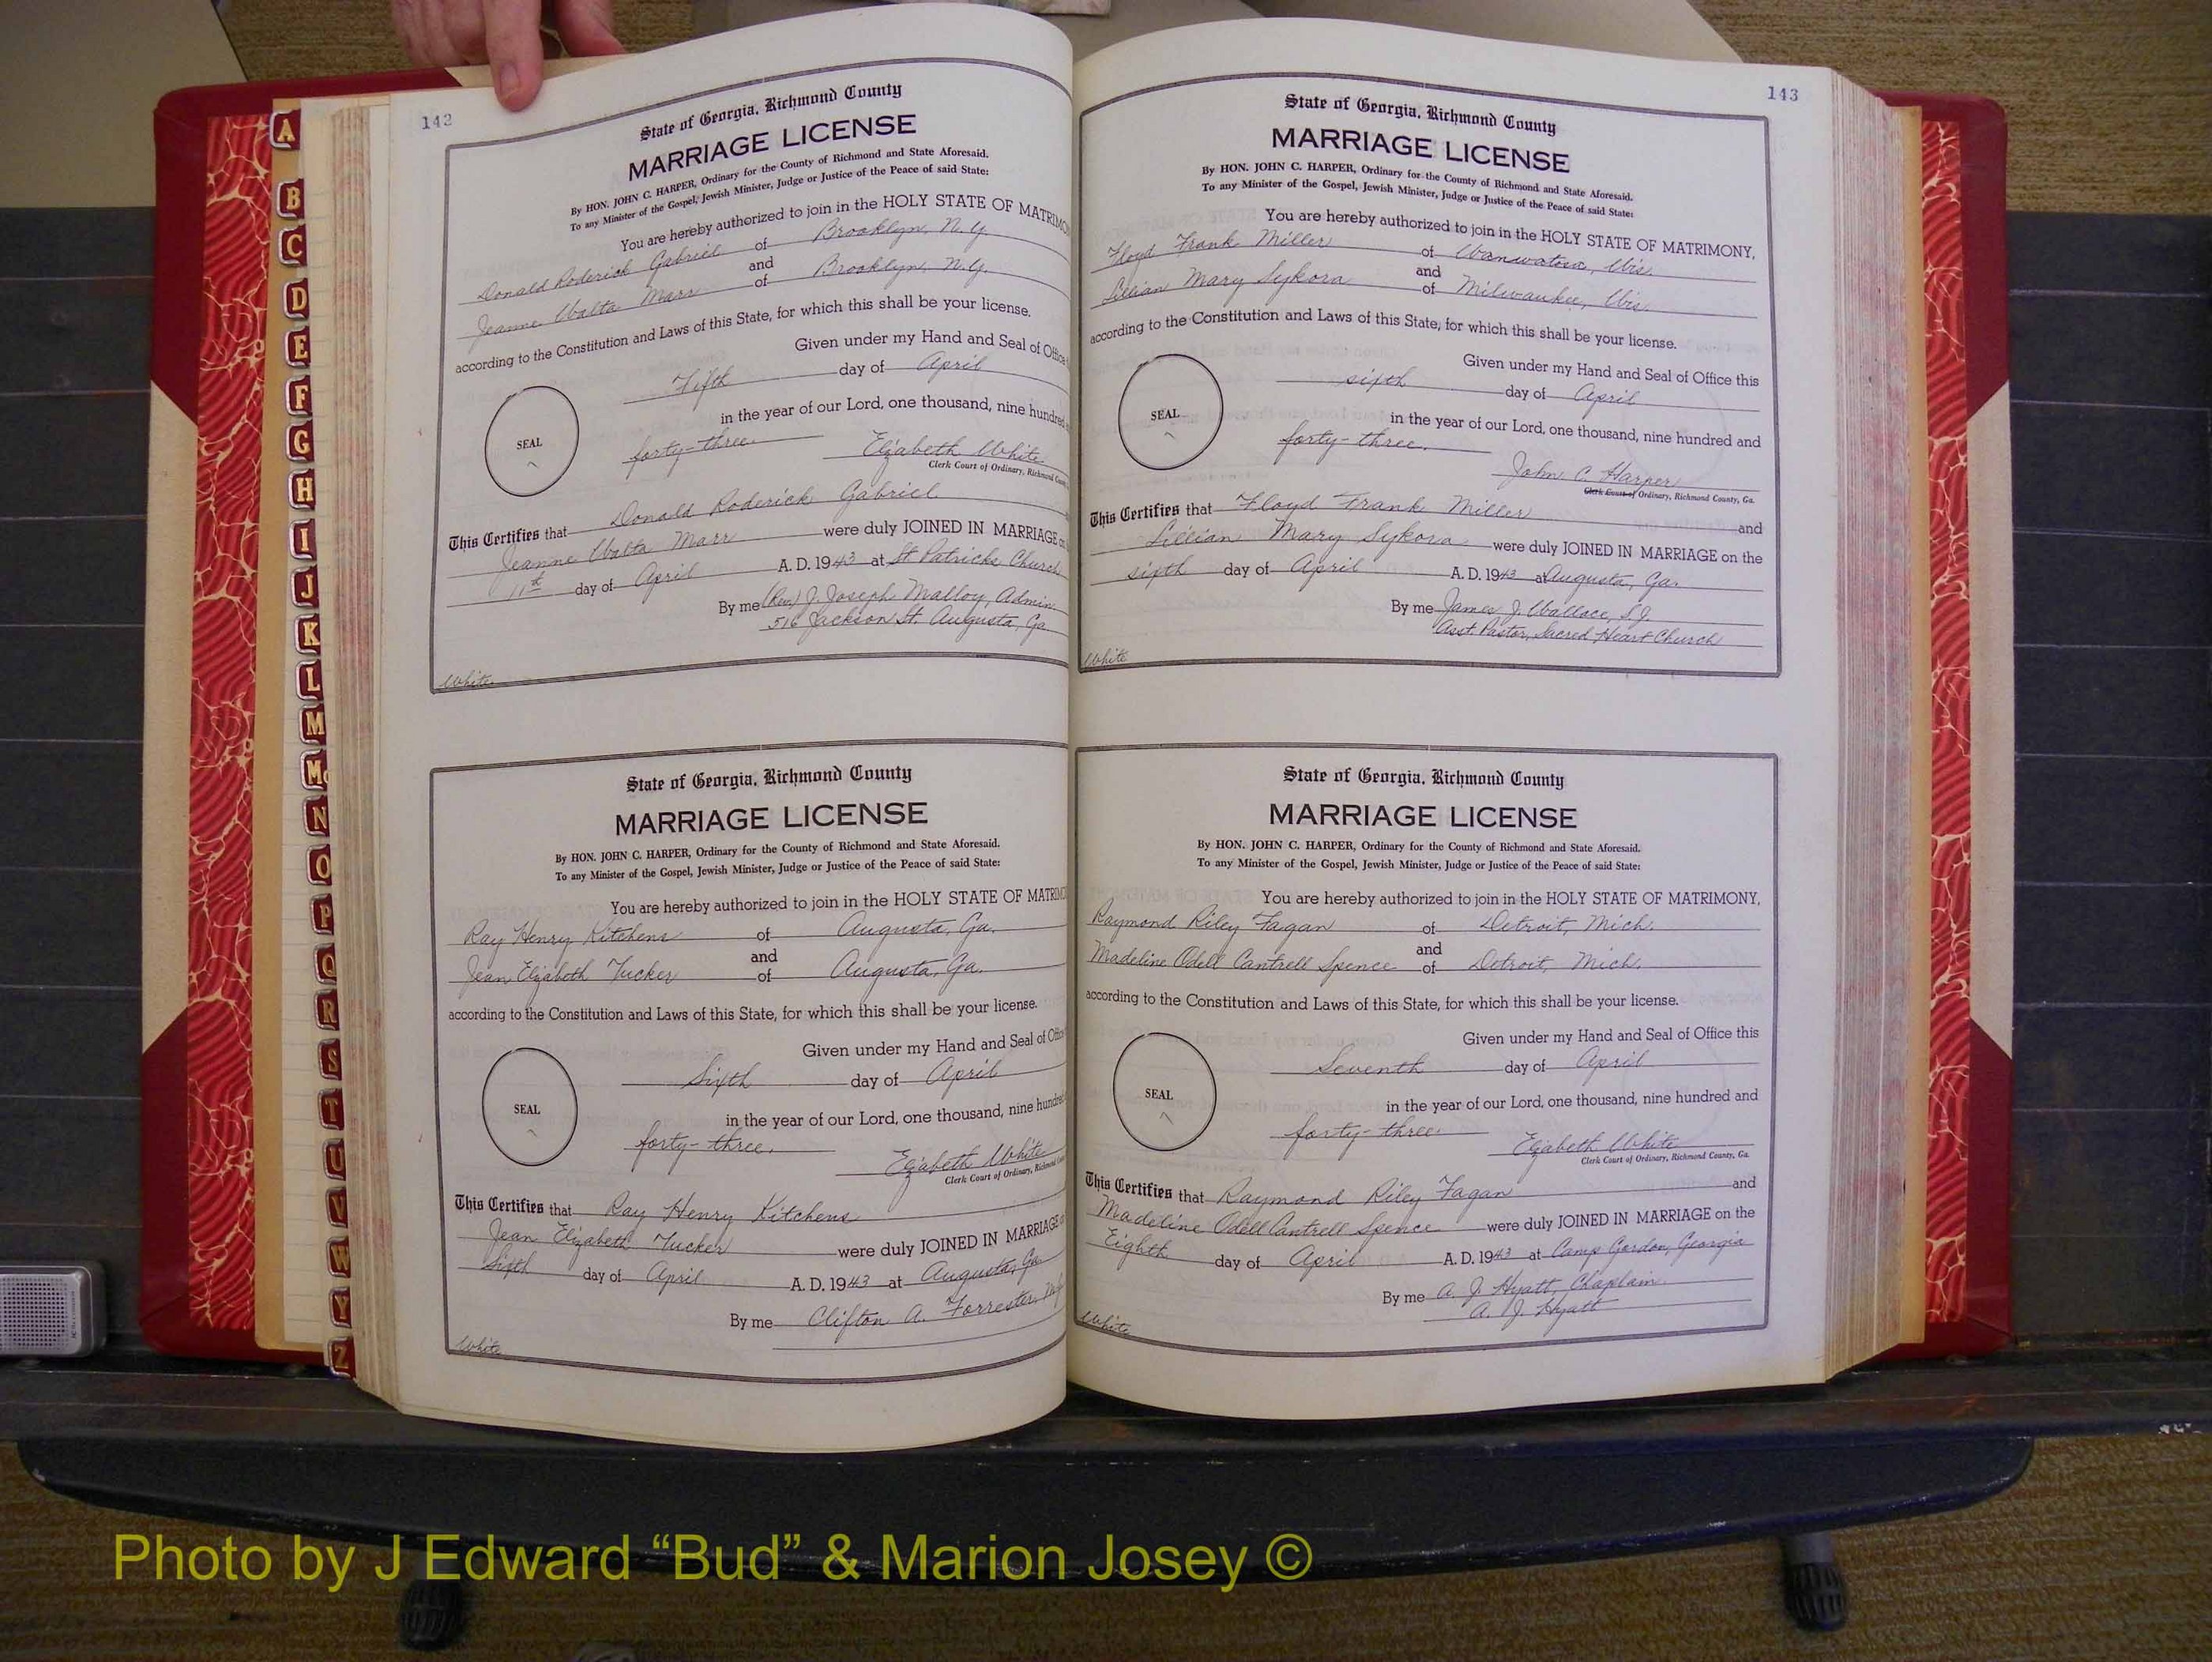 142
State of Georgia, Richmond County
MARRIAGE LICENSE
By HON. JOHN C. HARPER, Ordinary for the County of Richmond and State Aforesaid.
To any Minister of the Gospel, Jewish Minister, Judge or Justice of the Peace of said State:
You are hereby authorized to join in the HOLY STATE OF MATRIMO
Donald Roderick Gabriel of Brooklyn, N.Y.
and
Jeanne Walta Marr of Brooklyn, N.Y.
according to the Constitution and Laws of this State, for which this shall be your license.
Given under my Hand and Seal of Office
Fifth day of April
in the year of our Lord, one thousand, nine hundred
SEAL
forty-three.
Elizabeth White
Clerk Court of Ordinary, Richmond
This Certifies that Donald Roderick Gabriel
Jeanne Walta Marr were duly JOINED IN MARRIAGE
11th day of April A. D. 1943 at St Patricks Church
By me (Rev.) J. Joseph Malloy, Admin.
516 Jackson St. Augusta, Ga.
White
State of Georgia, Richmond County
MARRIAGE LICENSE
By HON. JOHN C. HARPER, Ordinary for the County of Richmond and State Aforesaid.
To any Minister of the Gospel, Jewish Minister, Judge or Justice of the Peace of said State:
You are hereby authorized to join in the HOLY STATE OF MATRIMO
Ray Henry Kitchens of Augusta, Ga.
and
Jean Elizabeth Tucker of Augusta, Ga.
according to the Constitution and Laws of this State, for which this shall be your license.
Given under my Hand and Seal of Office
Sixth day of April
in the year of our Lord, one thousand, nine hundred
SEAL
forty-three.
Elizabeth White
Clerk Court of Ordinary, Richmond
This Certifies that Ray Henry Kitchens
Jean Elizabeth Tucker were duly JOINED IN MARRIAGE
Sixth day of April A. D. 1943 at Augusta, Ga.
By me Clifton A. Forrester,
White
143
State of Georgia, Richmond County
MARRIAGE LICENSE
By HON. JOHN C. HARPER, Ordinary for the County of Richmond and State Aforesaid.
To any Minister of the Gospel, Jewish Minister, Judge or Justice of the Peace of said State:
You are hereby authorized to join in the HOLY STATE OF MATRIMONY,
Floyd Frank Miller of Wis.
and
Lillian Mary Sykora of Milwaukee, Wis.
according to the Constitution and Laws of this State, for which this shall be your license.
Given under my Hand and Seal of Office this
sixth day of April
in the year of our Lord, one thousand, nine hundred and
SEAL
forty-three.
John C. Harper
Clerk Court of Ordinary, Richmond County, Ga.
This Certifies that Floyd Frank Miller and
Lillian Mary Sykora were duly JOINED IN MARRIAGE on the
sixth day of April A. D. 1943 at Augusta, Ga.
By me James J. Wallace, S.J.
Asst. Pastor, Sacred Heart Church
White
State of Georgia, Richmond County
MARRIAGE LICENSE
By HON. JOHN C. HARPER, Ordinary for the County of Richmond and State Aforesaid.
To any Minister of the Gospel, Jewish Minister, Judge or Justice of the Peace of said State:
You are hereby authorized to join in the HOLY STATE OF MATRIMONY,
Raymond Riley Fagan of Detroit, Mich.
and
Madeline Odell Cantrell Spence of Detroit, Mich.
according to the Constitution and Laws of this State, for which this shall be your license.
Given under my Hand and Seal of Office this
Seventh day of April
in the year of our Lord, one thousand, nine hundred and
SEAL
forty-three.
Elizabeth White
Clerk Court of Ordinary, Richmond County, Ga.
This Certifies that Raymond Riley Fagan and
Madeline Odell Cantrell Spence were duly JOINED IN MARRIAGE on the
Eighth day of April A. D. 1943 at Camp Gordon, Georgia
By me A. J. Hyatt, Chaplain.
A. J. Hyatt
White
A
B
C
D
E
F
G
H
I
J
K
L
M
Mc
N
O
P
Q
R
S
T
U
V
W
Y
Z
Photo by J Edward “Bud” & Marion Josey ©